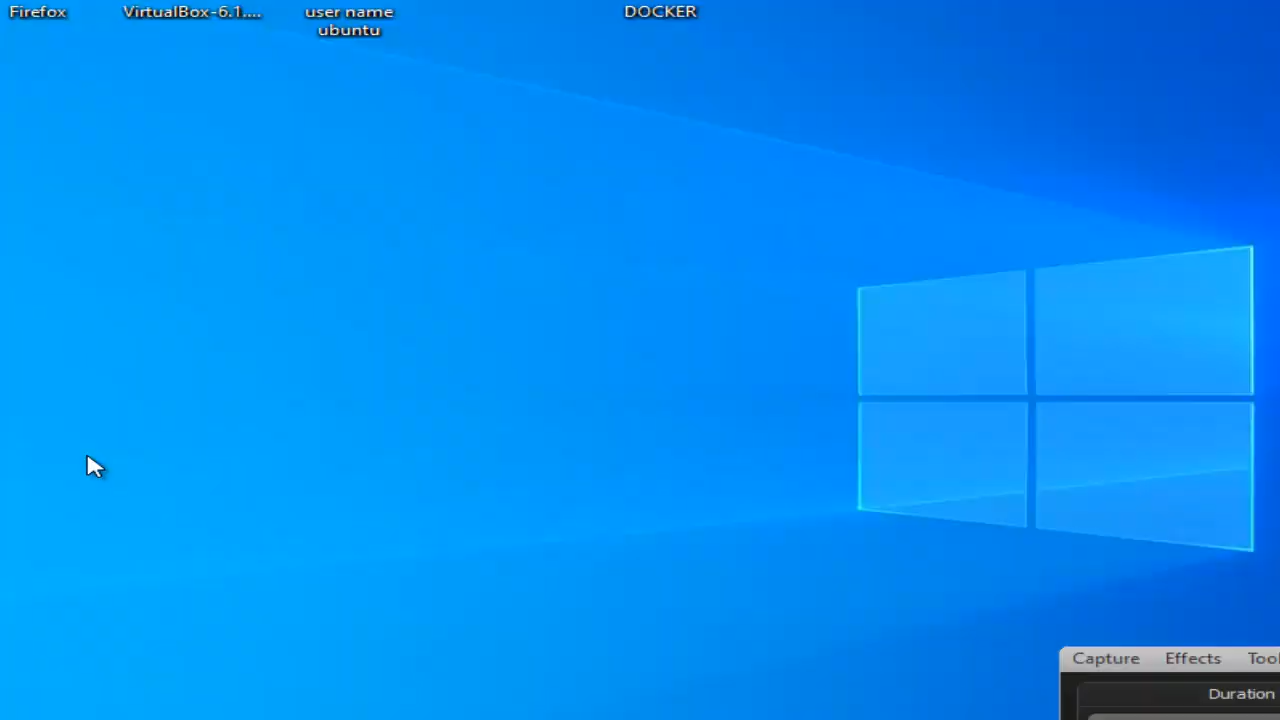 Firefox
VirtualBox-6.1....
user name
ubuntu
DOCKER
Capture Effects
Duration